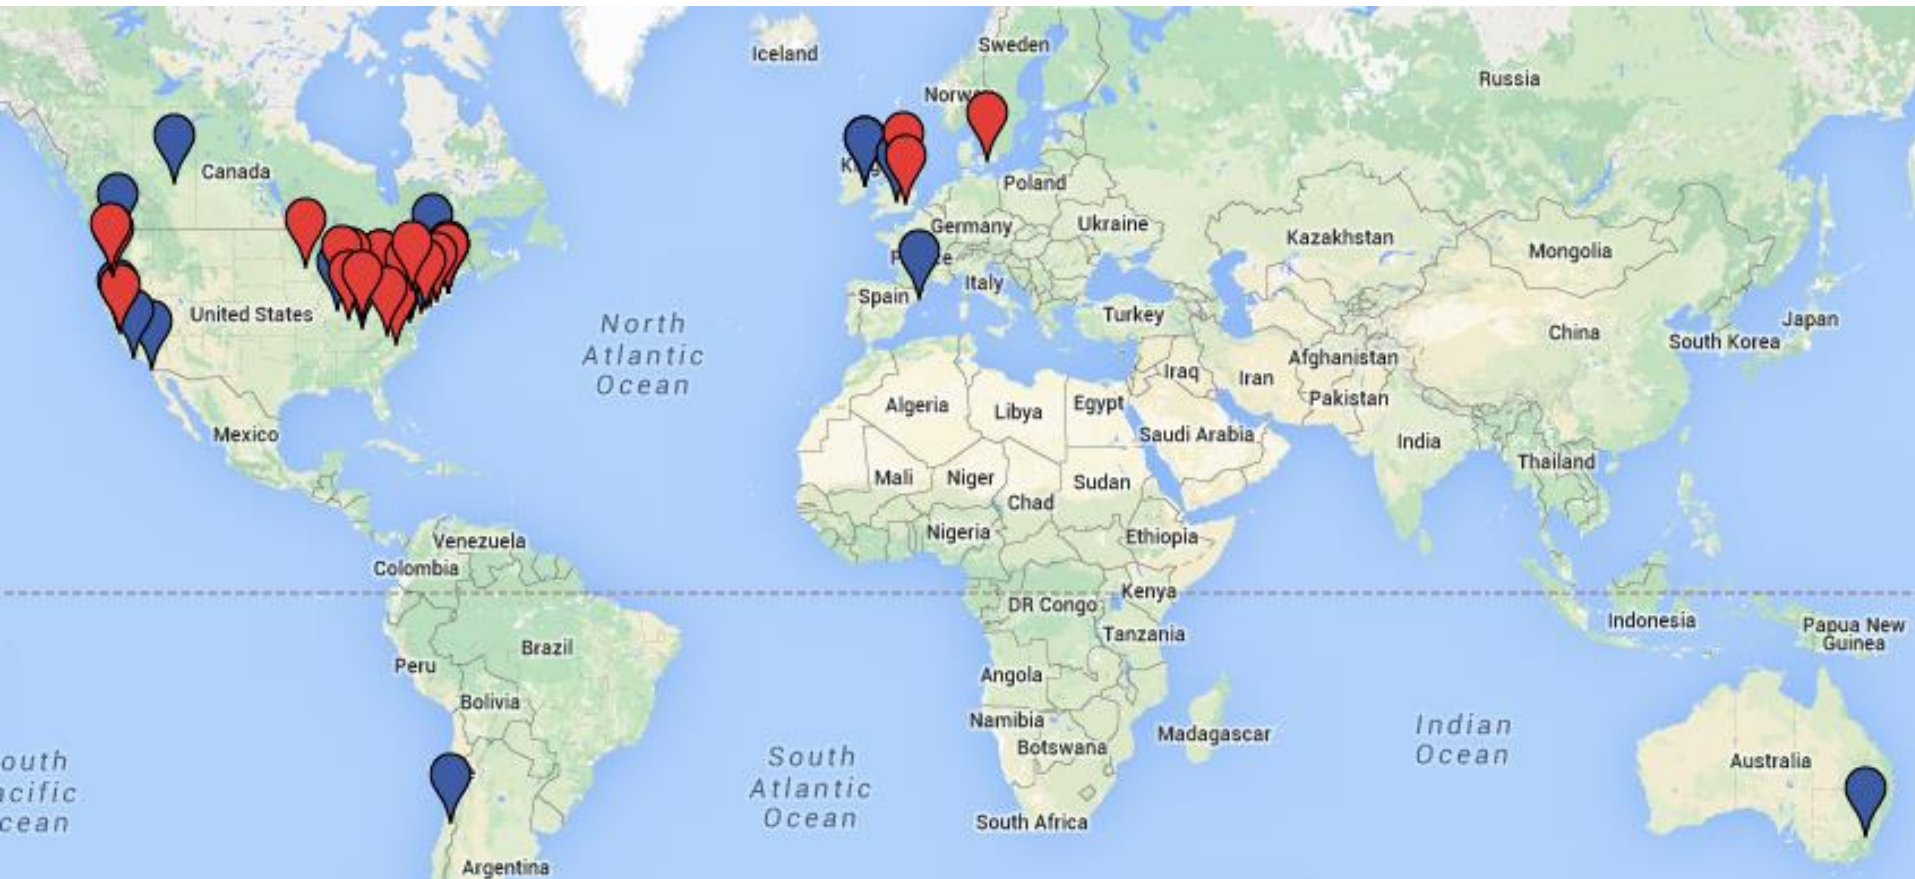 Iceland
Sweden
Russia
Norw
Canada
K
Poland
Germany
Ukraine
Kazakhstan
Mongolia
Italy
Spain
United States
Turkey
China
Japan
South Korea
North
Atlantic
Ocean
Afghanistan
Iraq
Iran
Pakistan
Algeria
Libya
Egypt
Saudi Arabia
India
Mexico
Thailand
Mali
Niger
Chad
Sudan
Nigeria
Ethiopia
Venezuela
Colombia
Kenya
DR Congo
Tanzania
Indonesia
Papua New
Guinea
Brazil
Peru
Bolivia
Angola
Namibia
Botswana
Madagascar
Indian
Ocean
Australia
outh
acific
cean
South
Atlantic
Ocean
South Africa
Argentina